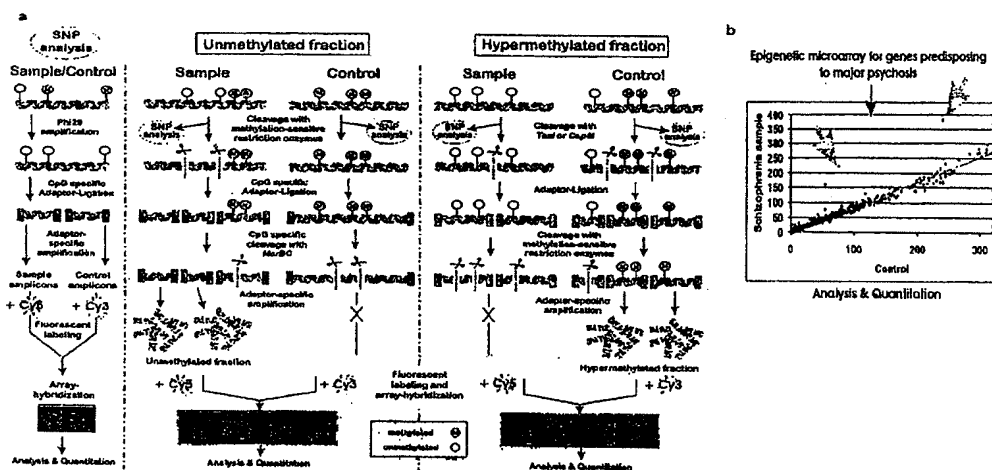 a
SNP
analysis
Sample/Control
Phi29
amplification
CpG specific
Adaptor-Ligation
Adaptor-
specific
amplification
Sample
amplicons
Control
amplicons
+ Cy5
+ Cy3
Fluorescent
labeling
Array-
hybridization
Analysis & Quantitation
Unmethylated fraction
Sample
Control
Cleavage with
methylation-sensitive
restriction enzymes
SNP
analysis
SNP
analysis
CpG specific
Adaptor-Ligation
CpG specific
cleavage with
McrBC
Adaptor-specific
amplification
Unmethylated fraction
+ Cy5
+ Cy3
Analysis & Quantitation
Fluorescent
labeling and
array-hybridization
methylated
unmethylated
Hypermethylated fraction
Sample
Control
Cleavage with
TasI or Csp6I
SNP
analysis
SNP
analysis
Adaptor-Ligation
Cleavage with
methylation-sensitive
restriction enzymes
Adaptor-specific
amplification
Hypermethylated fraction
+ Cy5
+ Cy3
Analysis & Quantitation
b
Epigenetic microarray for genes predisposing
to major psychosis
Schizophrenia sample
400
350
300
250
200
150
100
50
0
0
100
200
300
Control
Analysis & Quantitation